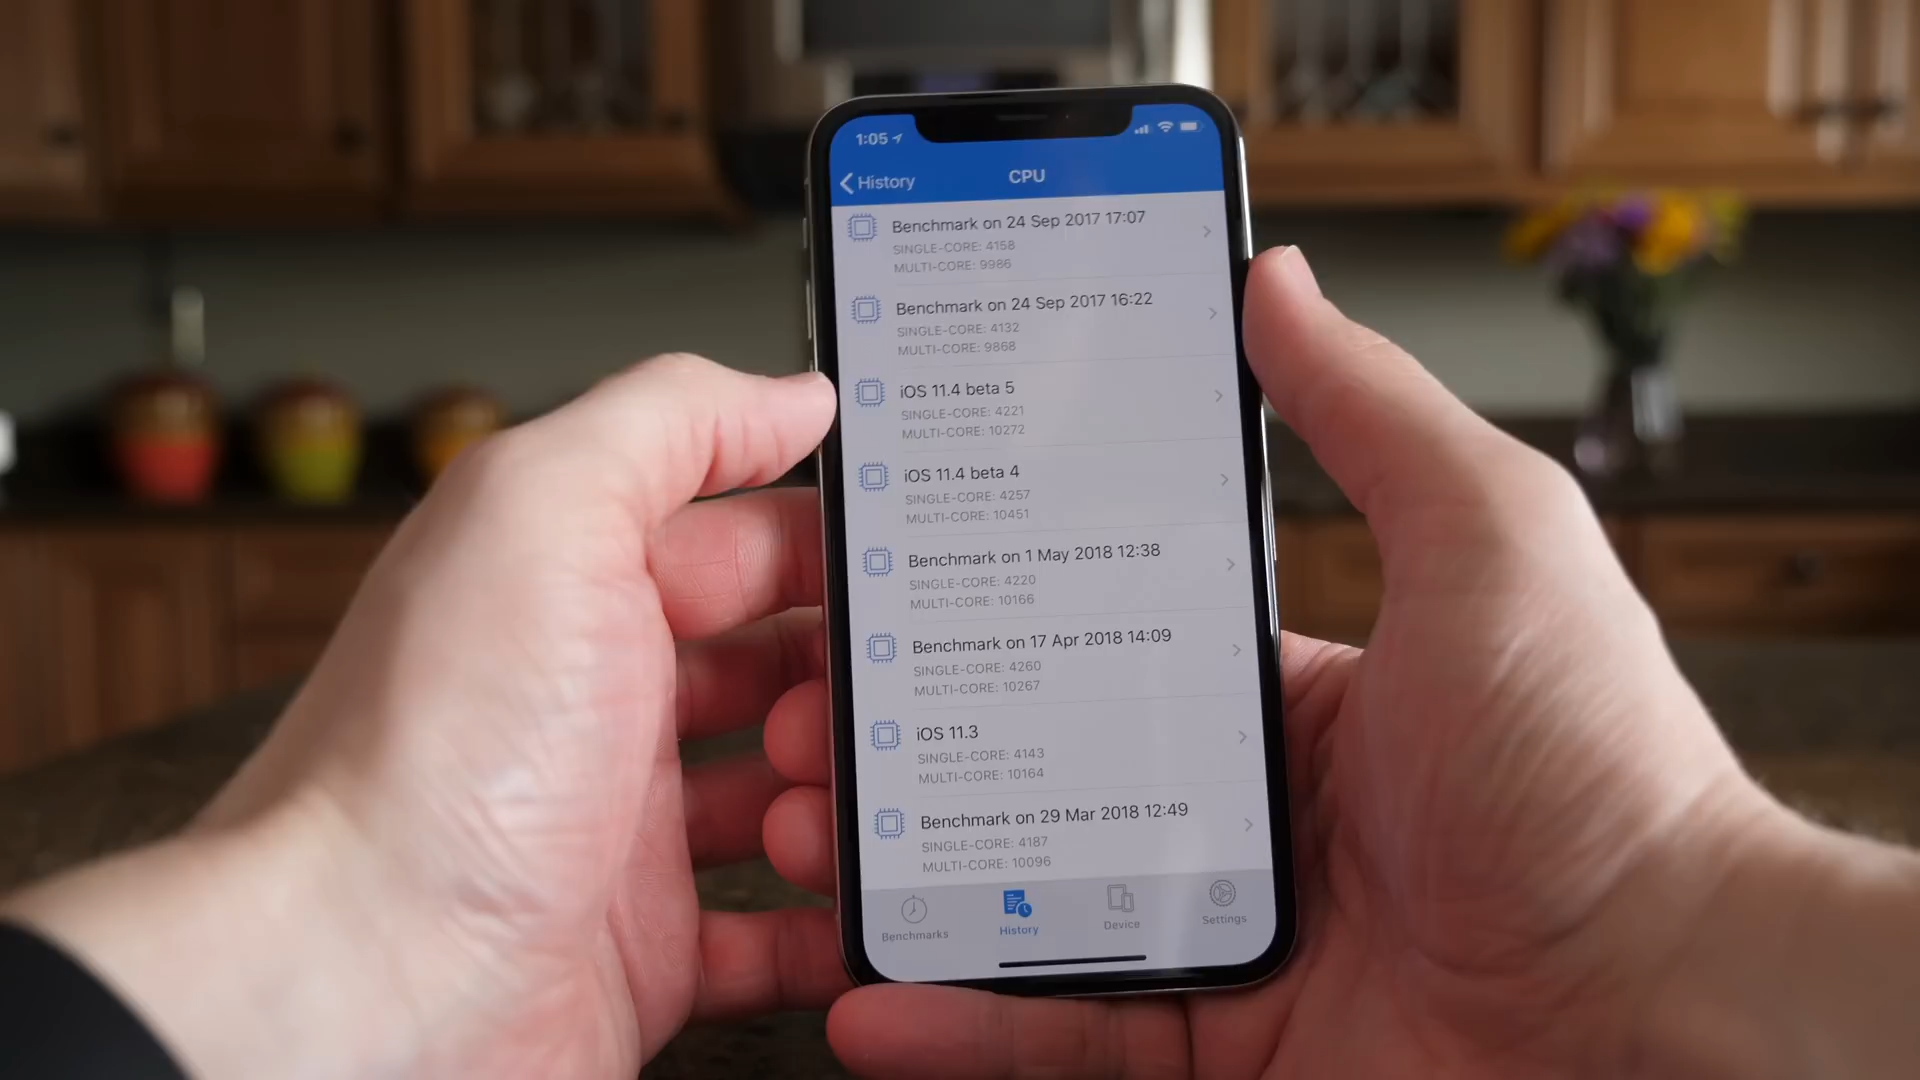 1:05
History
CPU
Benchmark on 24 Sep 2017 17:07
SINGLE-CORE: 4158
MULTI-CORE: 9986
Benchmark on 24 Sep 2017 16:22
SINGLE-CORE: 4132
MULTI-CORE: 9868
iOS 11.4 beta 5
SINGLE-CORE: 4221
MULTI-CORE: 10272
iOS 11.4 beta 4
SINGLE-CORE: 4257
MULTI-CORE: 10451
Benchmark on 1 May 2018 12:38
SINGLE-CORE: 4220
MULTI-CORE: 10166
Benchmark on 17 Apr 2018 14:09
SINGLE-CORE: 4260
MULTI-CORE: 10267
iOS 11.3
SINGLE-CORE: 4143
MULTI-CORE: 10164
Benchmark on 29 Mar 2018 12:49
SINGLE-CORE: 4187
MULTI-CORE: 10096
Benchmarks
History
Device
Settings